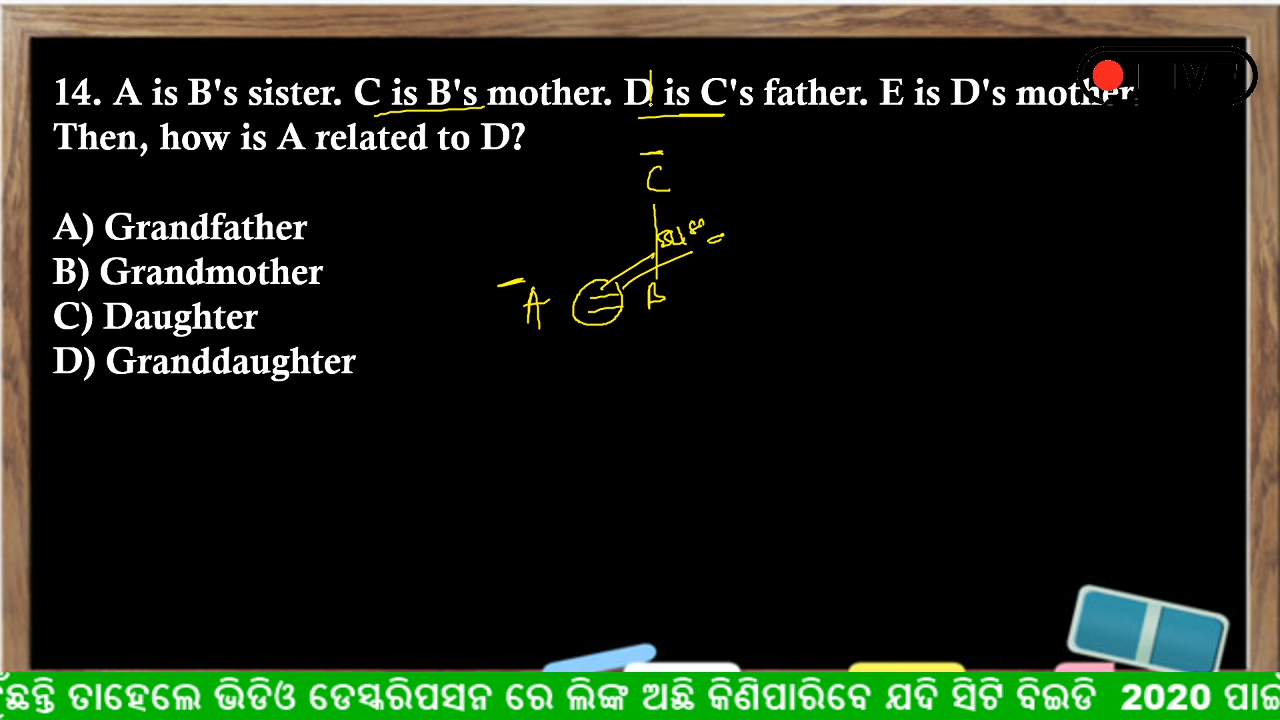 14. A is B's sister. C is B's mother. D is C's father. E is D's mother.
Then, how is A related to D?
A) Grandfather
B) Grandmother
C) Daughter
D) Granddaughter
C
A
B
ଛନ୍ତି ତାହେଲେ ଭିଡିଓ ଡେସ୍କରିପସନ ରେ ଲିଙ୍କ ଅଛି କିଣିପାରିବେ ଯଦି ସିଟି ବିଇଡି 2020 ପାଇଁ